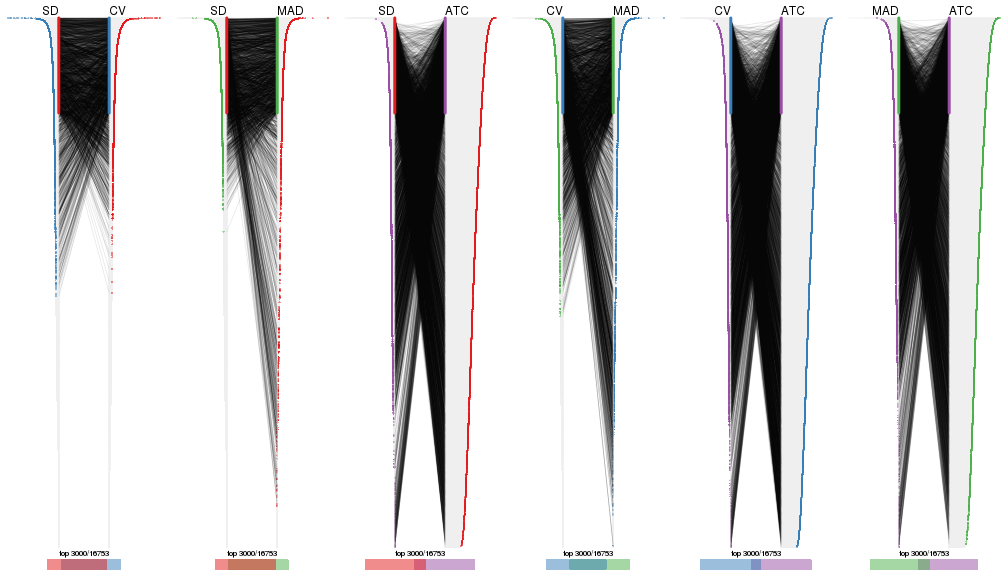 SD CV
SD MAD
SD ATC
CV MAD
CV ATC
MAD ATC
top 3000/16753
top 3000/16753
top 3000/16753
top 3000/16753
top 3000/16753
top 3000/16753